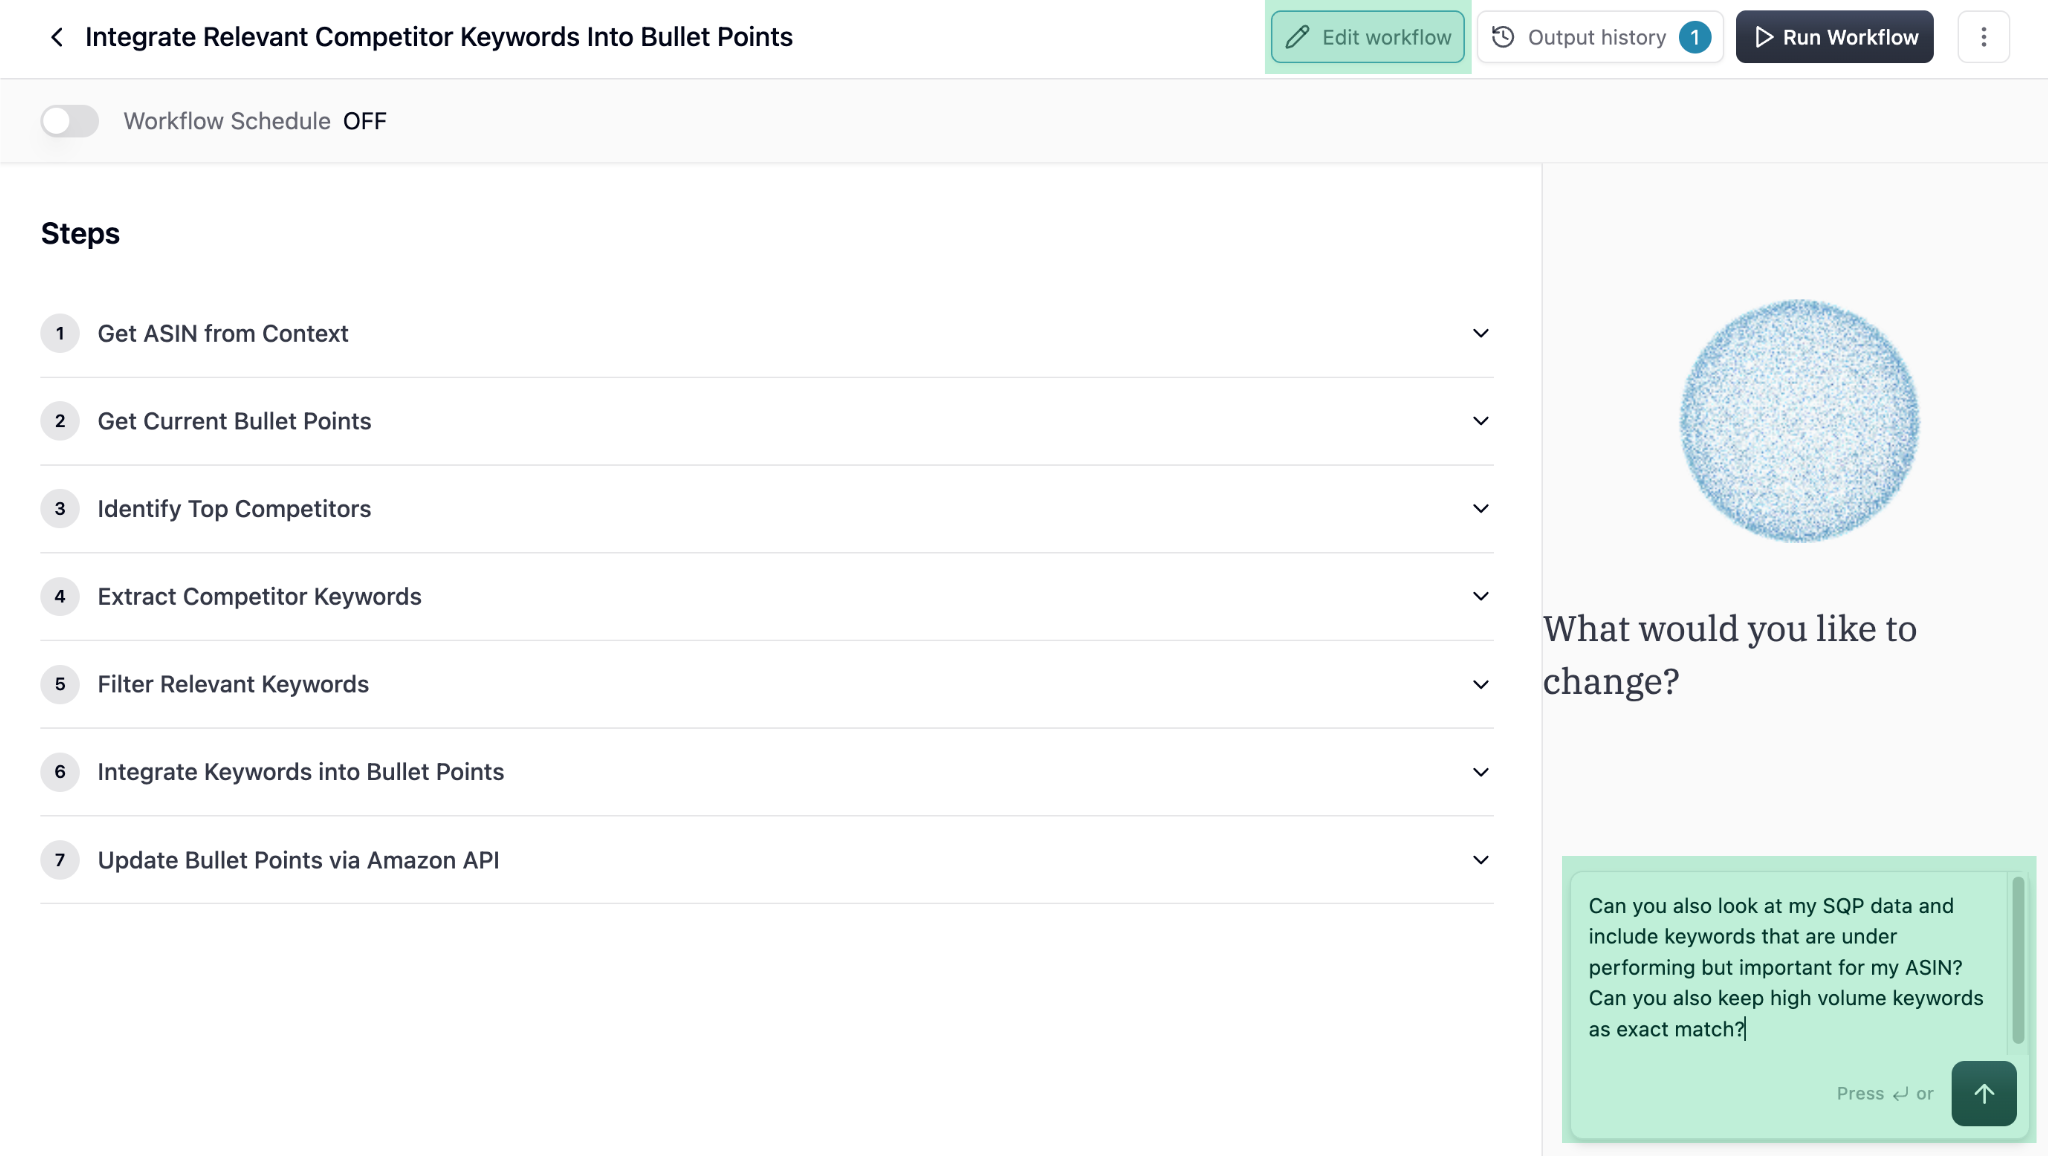 Integrate Relevant Competitor Keywords Into Bullet Points
Edit workflow
Output history 1
Run Workflow
Workflow Schedule OFF
Steps
1 Get ASIN from Context
2 Get Current Bullet Points
3 Identify Top Competitors
4 Extract Competitor Keywords
5 Filter Relevant Keywords
6 Integrate Keywords into Bullet Points
7 Update Bullet Points via Amazon API
What would you like to
change?
Can you also look at my SQP data and
include keywords that are under
performing but important for my ASIN?
Can you also keep high volume keywords
as exact match?
Press ↵ or